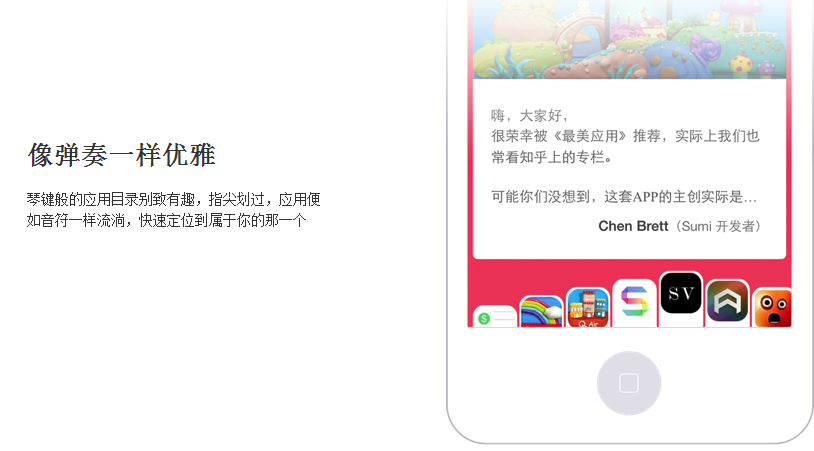 像弹奏一样优雅
琴键般的应用目录别致有趣，指尖划过，应用便
如音符一样流淌，快速定位到属于你的那一个
嗨，大家好，
很荣幸被《最美应用》推荐，实际上我们也
常看知乎上的专栏。
可能你们没想到，这套APP的主创实际是…
Chen Brett（Sumi 开发者）
S
Q Air
S
SV